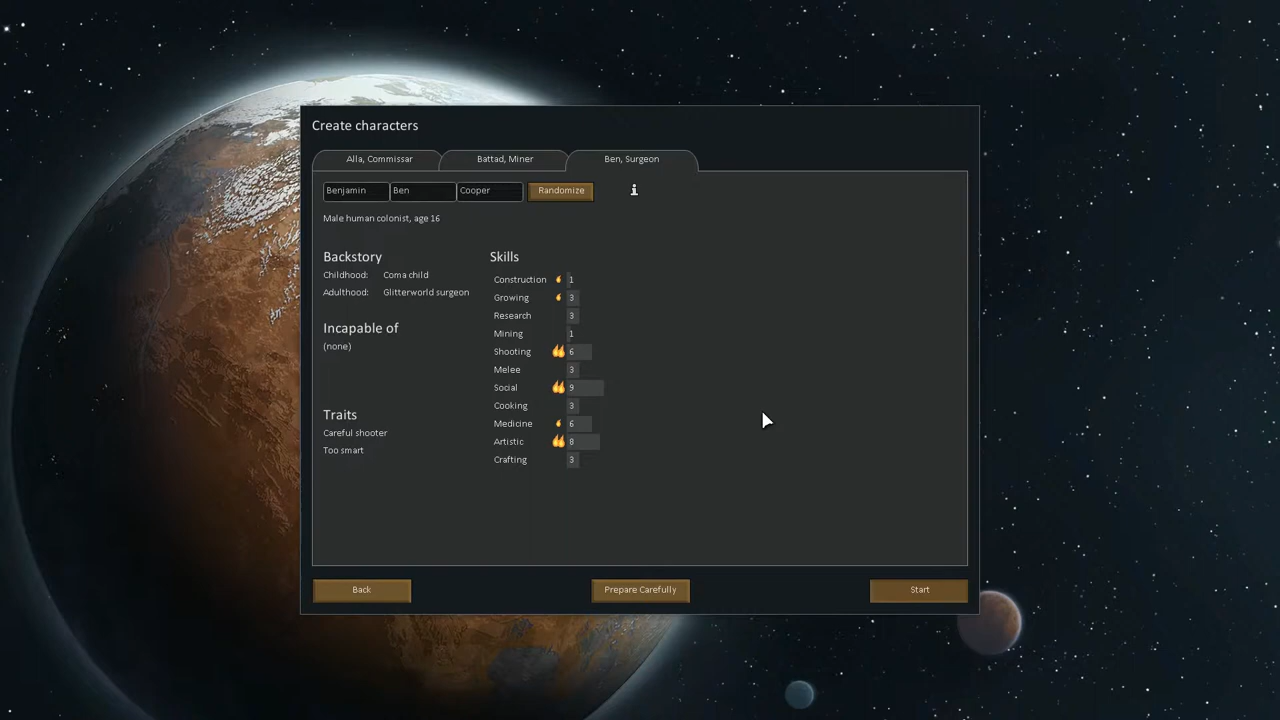 Create characters
Alla, Commissar
Battad, Miner
Ben, Surgeon
Benjamin
Ben
Cooper
Randomize
Male human colonist, age 16
Backstory
Childhood: Coma child
Adulthood: Glitterworld surgeon
Incapable of
(none)
Traits
Careful shooter
Too smart
Skills
Construction 1
Growing 3
Research 3
Mining 1
Shooting 6
Melee 3
Social 9
Cooking 3
Medicine 6
Artistic 8
Crafting 3
Back
Prepare Carefully
Start